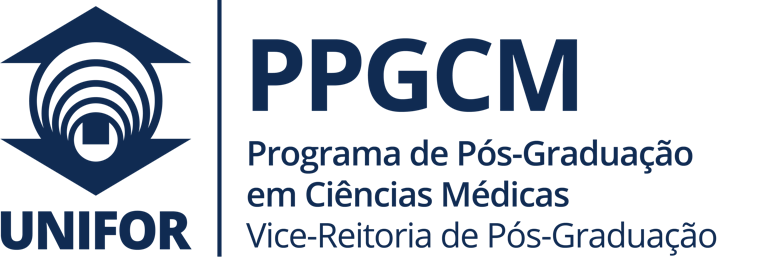 UNIFOR
PPGCM
Programa de Pós-Graduação
em Ciências Médicas
Vice-Reitoria de Pós-Graduação